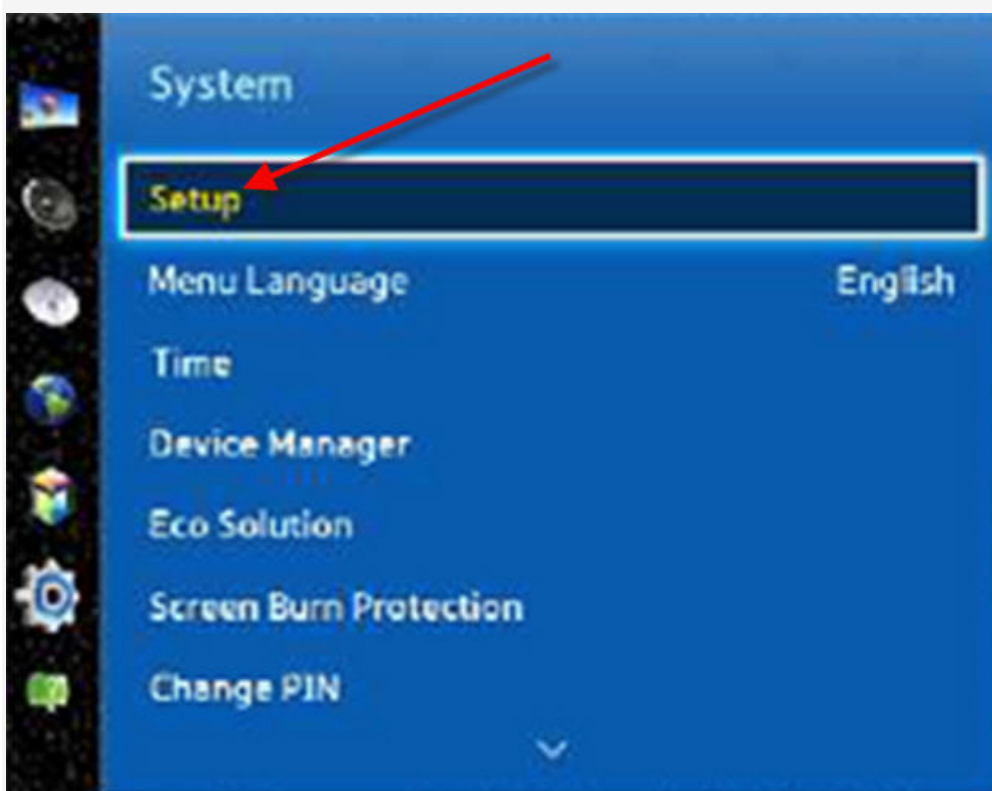 System
Setup
Menu Language English
Time
Device Manager
Eco Solution
Screen Burn Protection
Change PIN